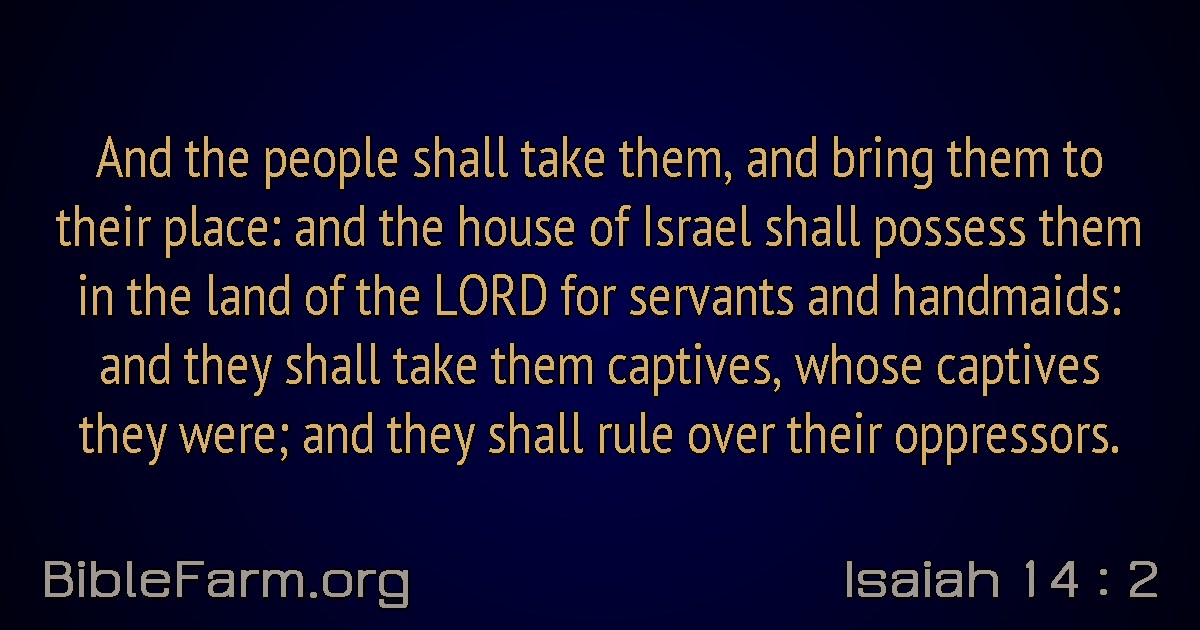 And the people shall take them, and bring them to
their place: and the house of Israel shall possess them
in the land of the LORD for servants and handmaids:
and they shall take them captives, whose captives
they were; and they shall rule over their oppressors.
BibleFarm.org
Isaiah 14 : 2